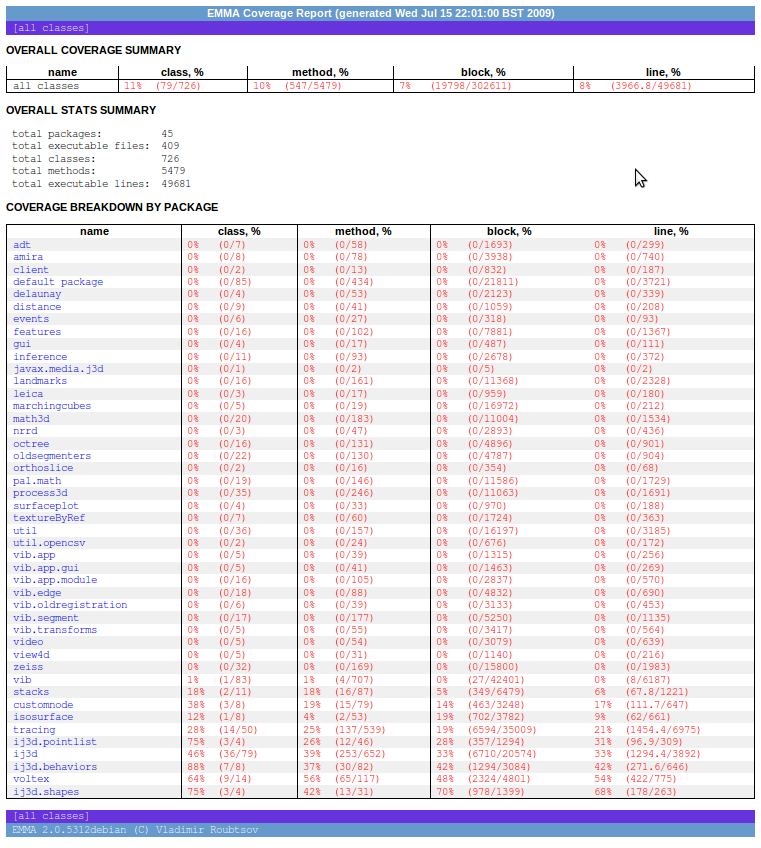 EMMA Coverage Report (generated Wed Jul 15 22:01:00 BST 2009)
[all classes]
OVERALL COVERAGE SUMMARY
name class, % method, % block, % line, %
all classes 11% (79/726) 10% (547/5479) 7% (19798/302611) 8% (3966.8/49681)
OVERALL STATS SUMMARY
total packages: 45
total executable files: 409
total classes: 726
total methods: 5479
total executable lines: 49681
COVERAGE BREAKDOWN BY PACKAGE
name class, % method, % block, % line, %
adt 0% (0/7) 0% (0/58) 0% (0/1693) 0% (0/299)
amira 0% (0/8) 0% (0/78) 0% (0/3938) 0% (0/740)
client 0% (0/2) 0% (0/13) 0% (0/832) 0% (0/187)
default package 0% (0/85) 0% (0/434) 0% (0/21811) 0% (0/3721)
delaunay 0% (0/4) 0% (0/53) 0% (0/2123) 0% (0/339)
distance 0% (0/9) 0% (0/41) 0% (0/1059) 0% (0/208)
events 0% (0/6) 0% (0/27) 0% (0/318) 0% (0/93)
features 0% (0/16) 0% (0/102) 0% (0/7881) 0% (0/1367)
gui 0% (0/4) 0% (0/17) 0% (0/487) 0% (0/111)
inference 0% (0/11) 0% (0/93) 0% (0/2678) 0% (0/372)
javax.media.j3d 0% (0/1) 0% (0/2) 0% (0/5) 0% (0/2)
landmarks 0% (0/16) 0% (0/161) 0% (0/11368) 0% (0/2328)
leica 0% (0/3) 0% (0/17) 0% (0/959) 0% (0/180)
marchingcubes 0% (0/5) 0% (0/19) 0% (0/16972) 0% (0/212)
math3d 0% (0/20) 0% (0/183) 0% (0/11004) 0% (0/1534)
nrrd 0% (0/3) 0% (0/47) 0% (0/2893) 0% (0/436)
octree 0% (0/16) 0% (0/131) 0% (0/4896) 0% (0/901)
oldsegmenters 0% (0/22) 0% (0/130) 0% (0/4787) 0% (0/904)
orthoslice 0% (0/2) 0% (0/16) 0% (0/354) 0% (0/68)
pal.math 0% (0/19) 0% (0/146) 0% (0/11586) 0% (0/1729)
process3d 0% (0/35) 0% (0/246) 0% (0/11063) 0% (0/1691)
surfaceplot 0% (0/4) 0% (0/33) 0% (0/970) 0% (0/188)
textureByRef 0% (0/7) 0% (0/60) 0% (0/1724) 0% (0/363)
util 0% (0/36) 0% (0/157) 0% (0/16197) 0% (0/3185)
util.opencsv 0% (0/2) 0% (0/24) 0% (0/676) 0% (0/172)
vib.app 0% (0/5) 0% (0/39) 0% (0/1315) 0% (0/256)
vib.app.gui 0% (0/5) 0% (0/41) 0% (0/1463) 0% (0/269)
vib.app.module 0% (0/16) 0% (0/105) 0% (0/2837) 0% (0/570)
vib.edge 0% (0/18) 0% (0/88) 0% (0/4832) 0% (0/690)
vib.oldregistration 0% (0/6) 0% (0/39) 0% (0/3133) 0% (0/453)
vib.segment 0% (0/17) 0% (0/177) 0% (0/5250) 0% (0/1135)
vib.transforms 0% (0/5) 0% (0/55) 0% (0/3417) 0% (0/564)
video 0% (0/5) 0% (0/54) 0% (0/3079) 0% (0/639)
view4d 0% (0/5) 0% (0/31) 0% (0/1140) 0% (0/216)
zeiss 0% (0/32) 0% (0/169) 0% (0/15800) 0% (0/1983)
vib 1% (1/83) 1% (4/707) 0% (27/42401) 0% (8/6187)
stacks 18% (2/11) 18% (16/87) 5% (349/6479) 6% (67.8/1221)
customnode 38% (3/8) 19% (15/79) 14% (463/3248) 17% (111.7/647)
isosurface 12% (1/8) 4% (2/53) 19% (702/3782) 9% (62/661)
tracing 28% (14/50) 25% (137/539) 19% (6594/35009) 21% (1454.4/6975)
ij3d.pointlist 75% (3/4) 26% (12/46) 28% (357/1294) 31% (96.9/309)
ij3d 46% (36/79) 39% (253/652) 33% (6710/20574) 33% (1294.4/3892)
ij3d.behaviors 88% (7/8) 37% (30/82) 42% (1294/3084) 42% (271.6/646)
voltex 64% (9/14) 56% (65/117) 48% (2324/4801) 54% (422/775)
ij3d.shapes 75% (3/4) 42% (13/31) 70% (978/1399) 68% (178/263)
[all classes]
EMMA 2.0.5312debian (C) Vladimir Roubtsov